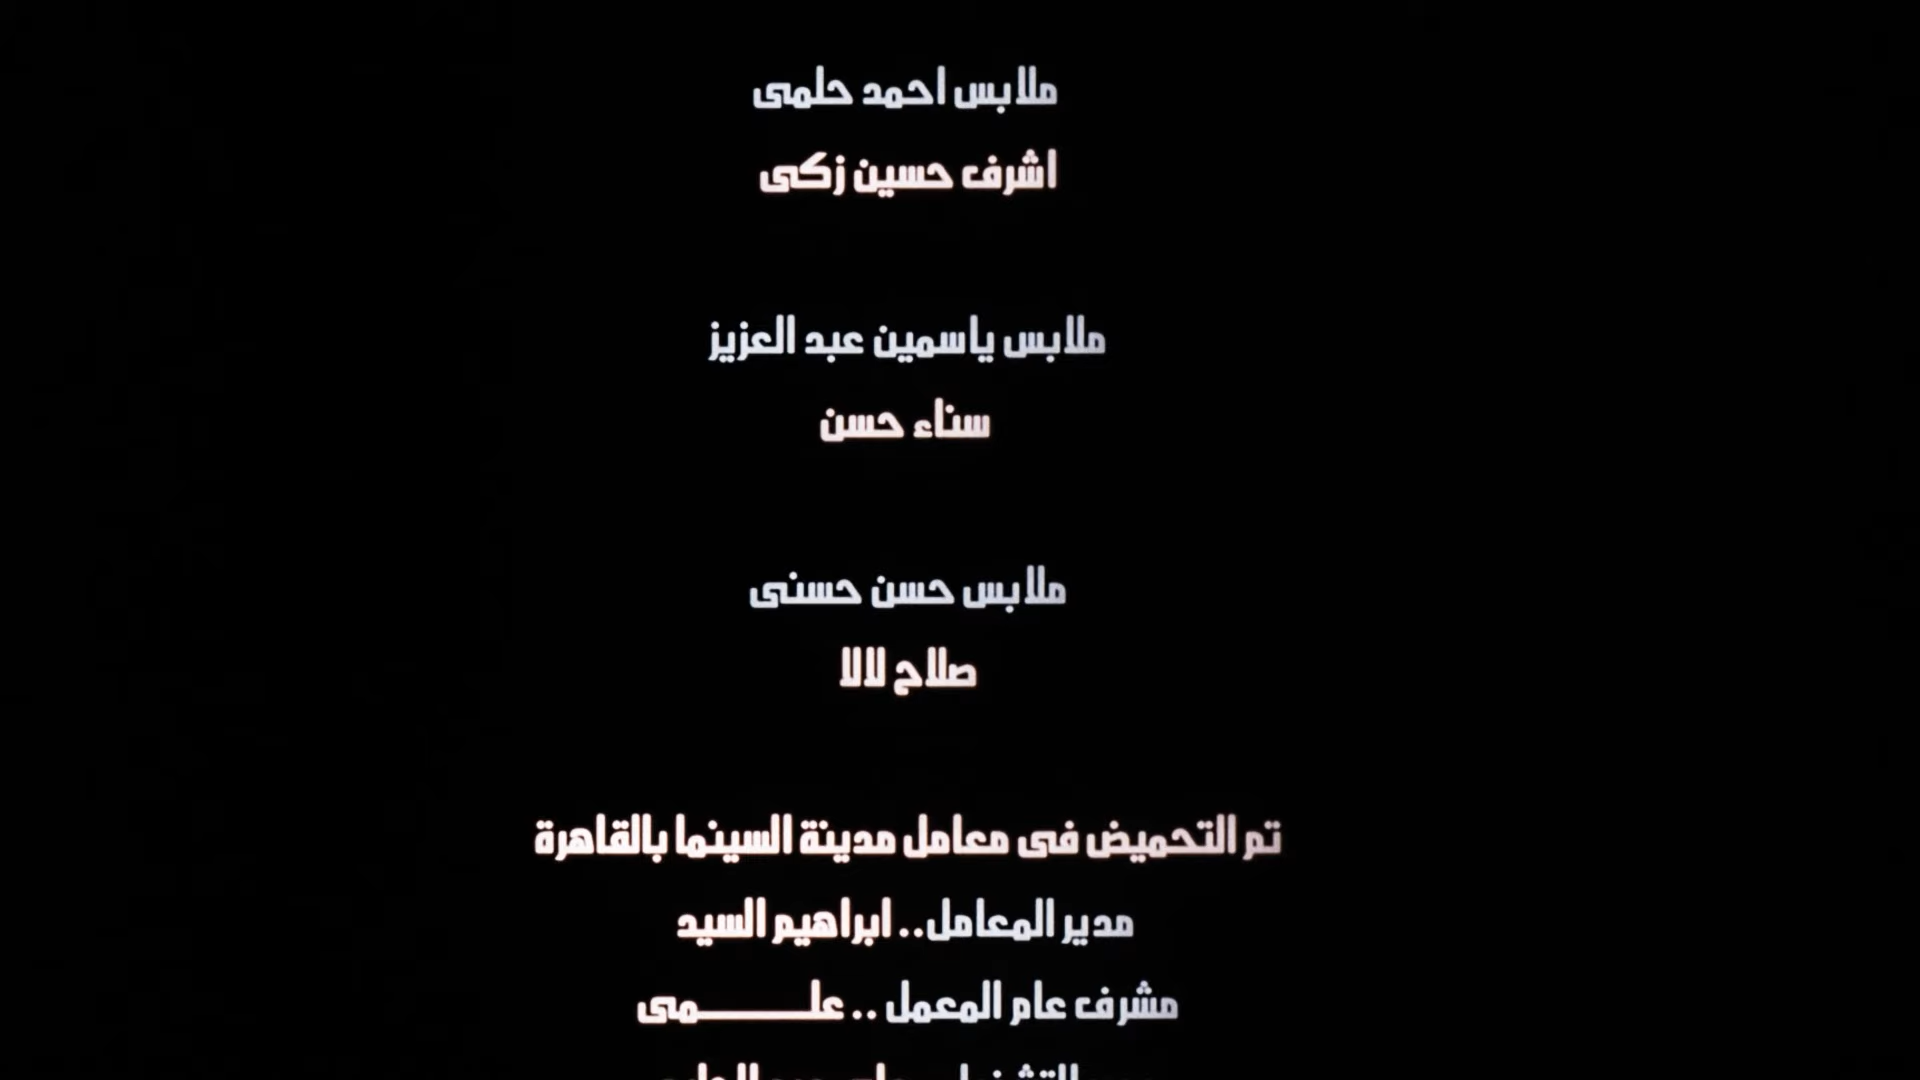 ملابس احمد حلمى
اشرف حسين زكى
ملابس ياسمين عبد العزيز
سناء حسن
ملابس حسن حسنى
صلاح لالا
تم التحميض فى معامل مدينة السينما بالقاهرة
مدير المعامل.. ابراهيم السيد
مشرف عام المعمل .. علـــــــــمى